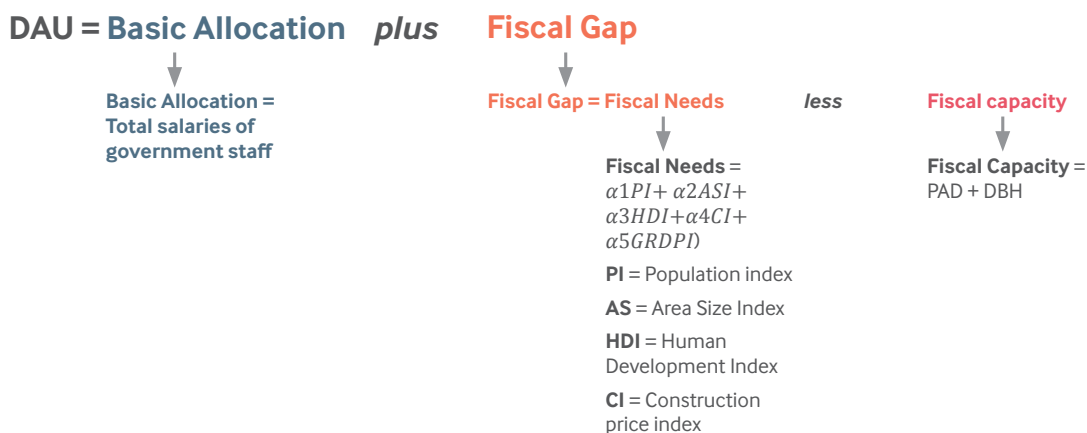 DAU = Basic Allocation plus Fiscal Gap
Basic Allocation =
Total salaries of
government staff
Fiscal Gap = Fiscal Needs less Fiscal capacity
Fiscal Needs =
α1PI+ α2ASI+
α3HDI+α4CI+
α5GRDPI)
PI = Population index
AS = Area Size Index
HDI = Human
Development Index
CI = Construction
price index
Fiscal Capacity =
PAD + DBH